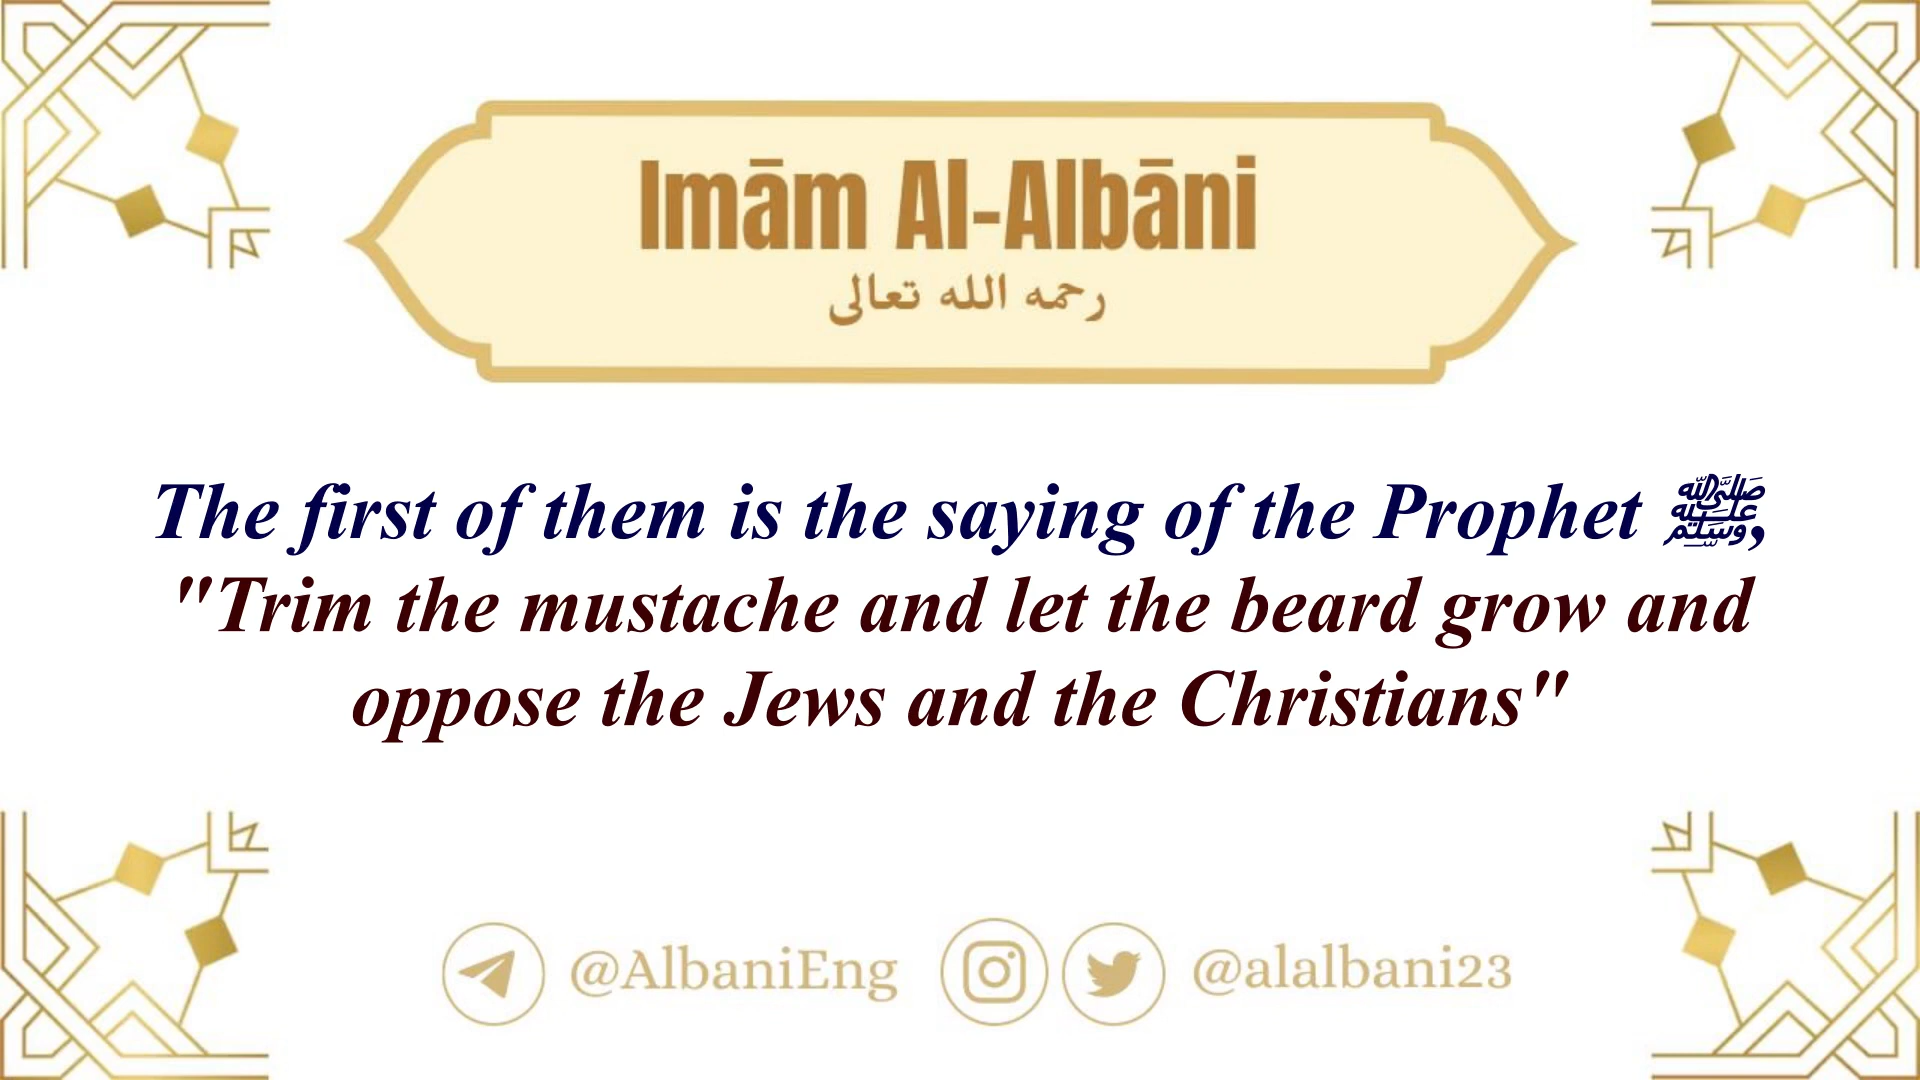 Imām Al-Albāni
رحمه الله تعالى
The first of them is the saying of the Prophet ﷺ,
"Trim the mustache and let the beard grow and
oppose the Jews and the Christians"
@AlbaniEng @alalbani23